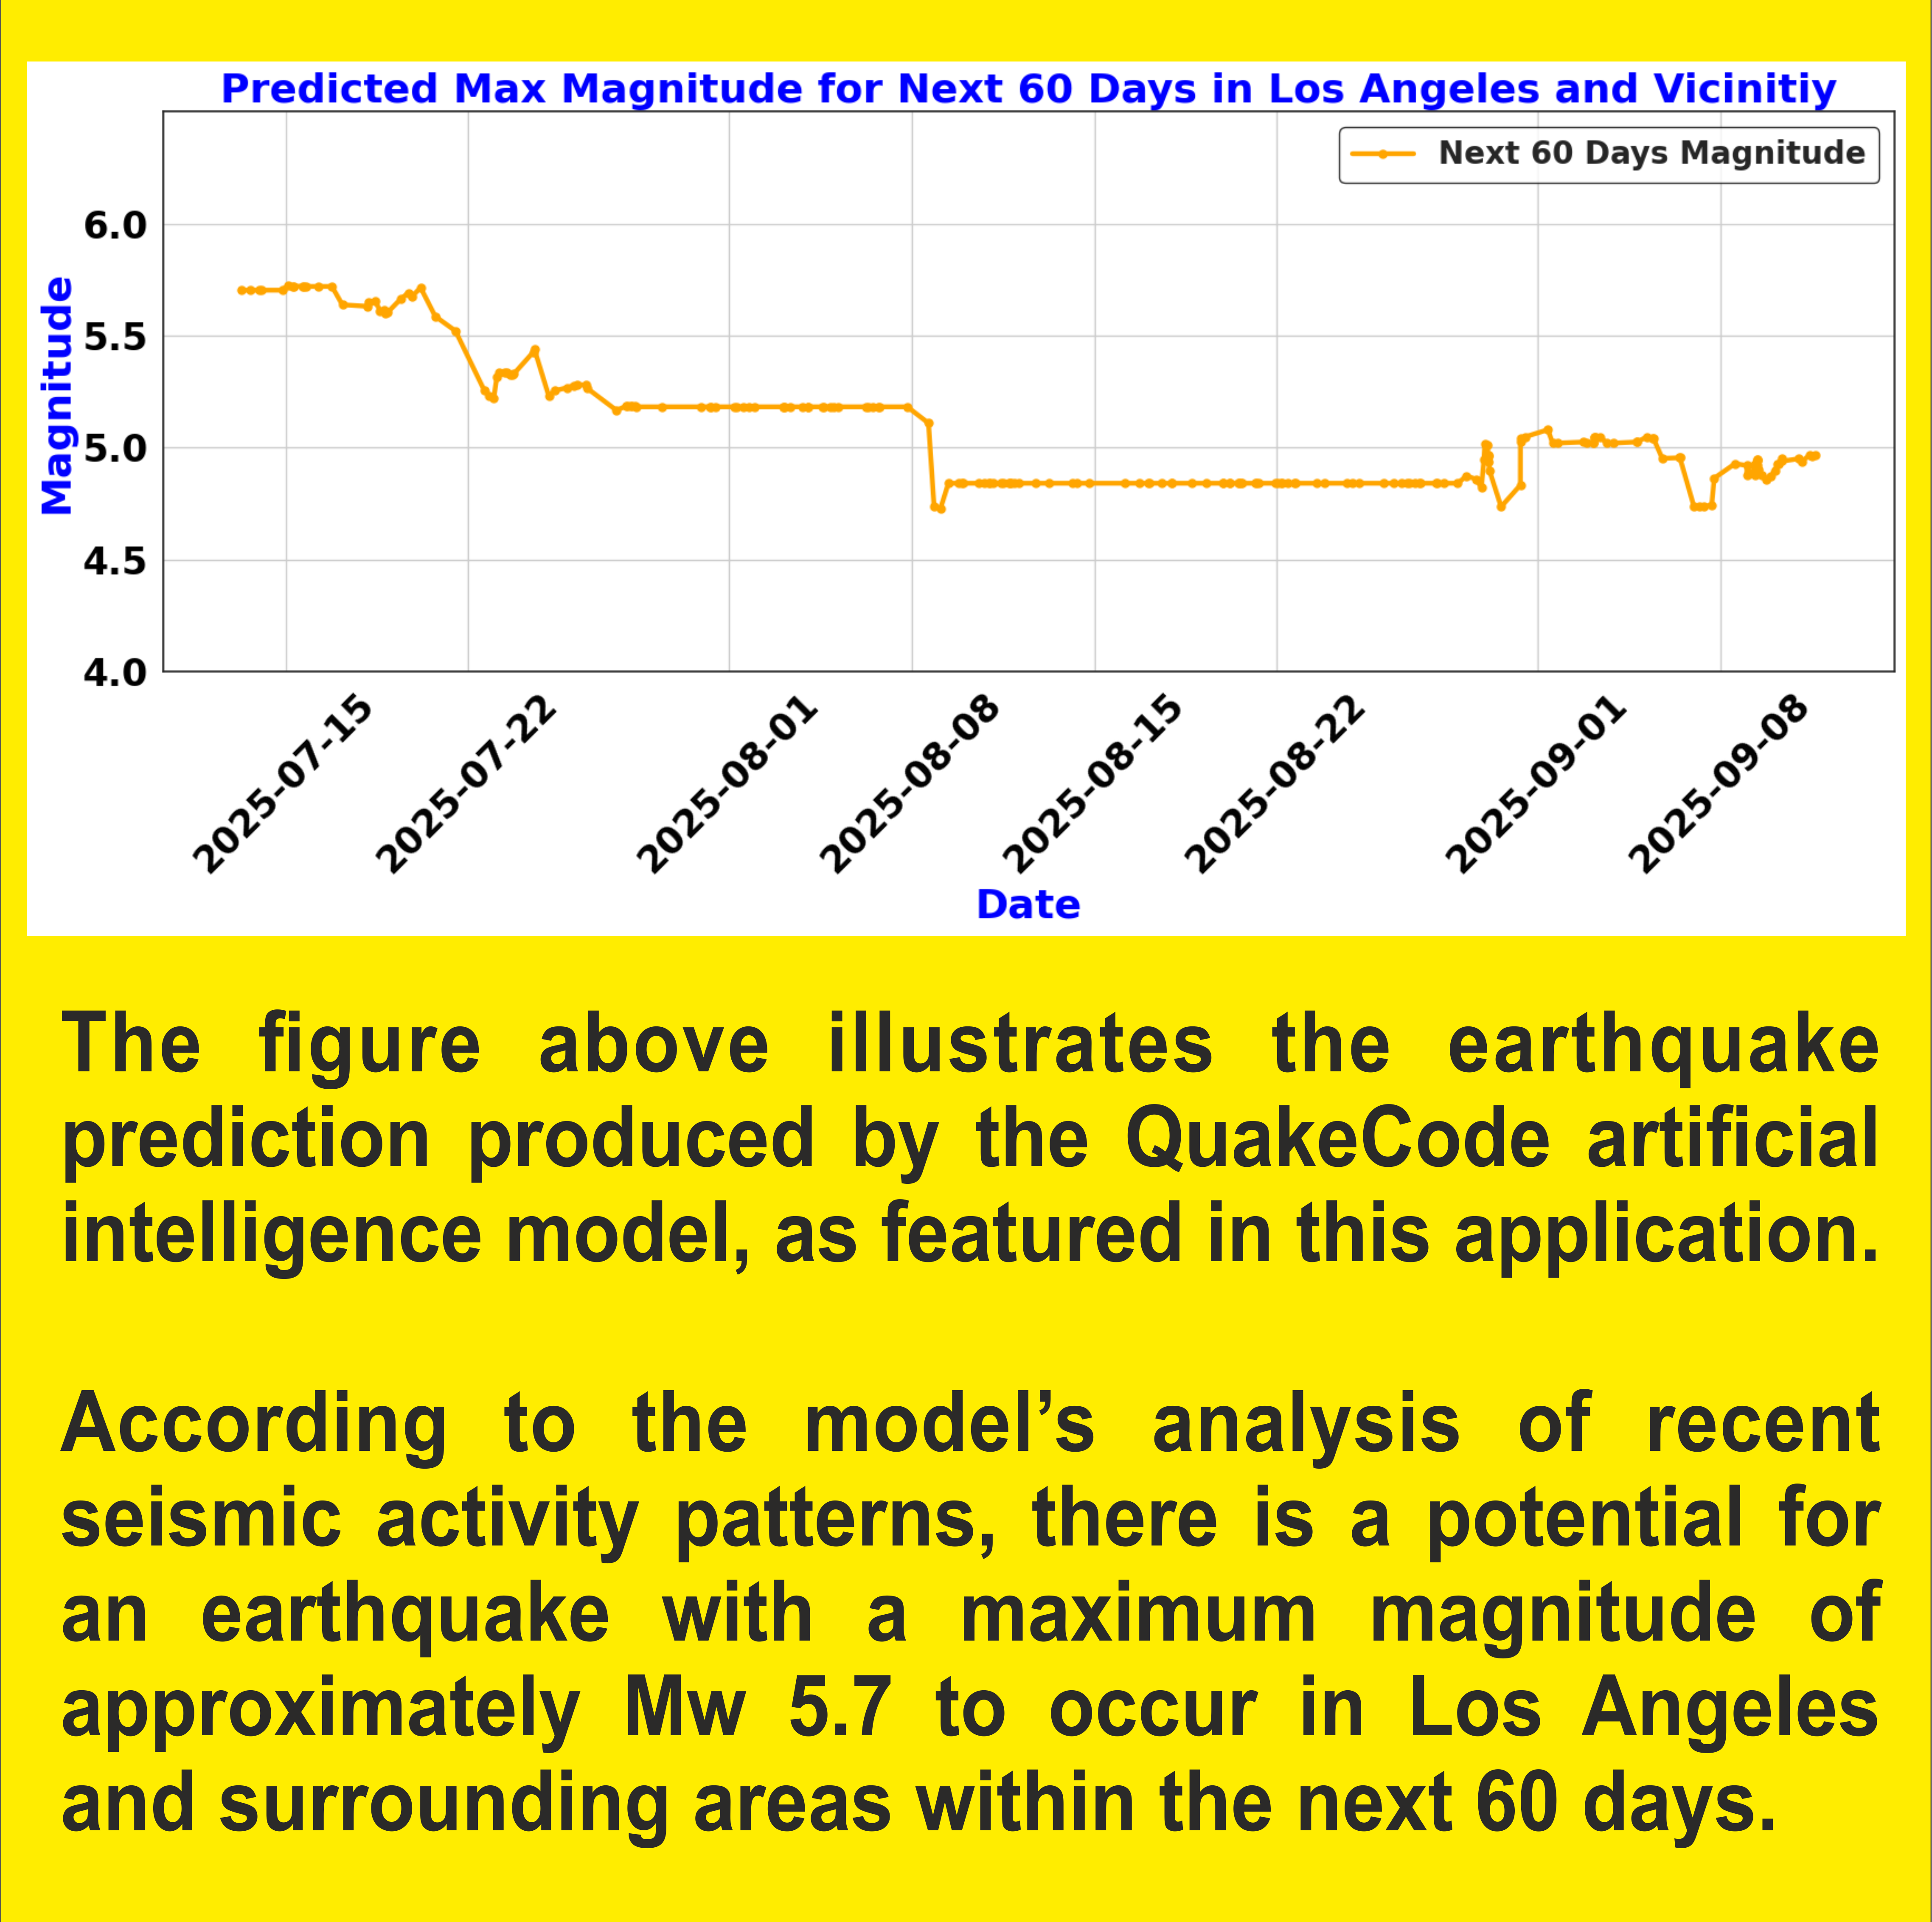 Predicted Max Magnitude for Next 60 Days in Los Angeles and Vicinitiy
Next 60 Days Magnitude
Magnitude
6.0
5.5
5.0
4.5
4.0
2025-07-15
2025-07-22
2025-08-01
2025-08-08
2025-08-15
2025-08-22
2025-09-01
2025-09-08
Date
The figure above illustrates the earthquake
prediction produced by the QuakeCode artificial
intelligence model, as featured in this application.
According to the model’s analysis of recent
seismic activity patterns, there is a potential for
an earthquake with a maximum magnitude of
approximately Mw 5.7 to occur in Los Angeles
and surrounding areas within the next 60 days.